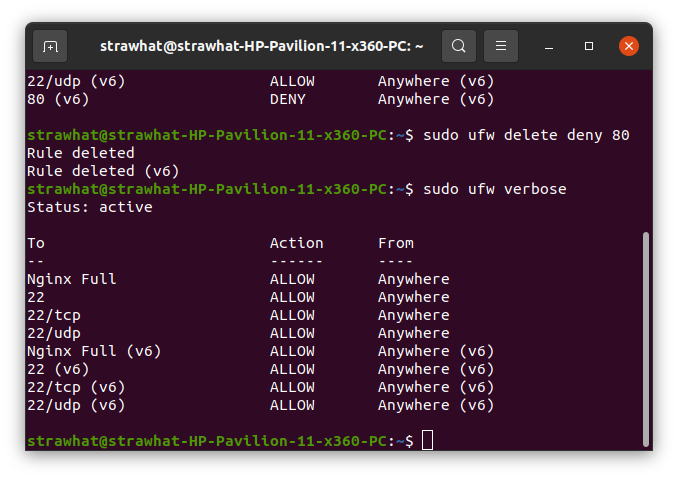 strawhat@strawhat-HP-Pavilion-11-x360-PC: ~
22/udp (v6) ALLOW Anywhere (v6)
80 (v6) DENY Anywhere (v6)
strawhat@strawhat-HP-Pavilion-11-x360-PC:~$ sudo ufw delete deny 80
Rule deleted
Rule deleted (v6)
strawhat@strawhat-HP-Pavilion-11-x360-PC:~$ sudo ufw verbose
Status: active
To Action From
-- ------ ----
Nginx Full ALLOW Anywhere
22 ALLOW Anywhere
22/tcp ALLOW Anywhere
22/udp ALLOW Anywhere
Nginx Full (v6) ALLOW Anywhere (v6)
22 (v6) ALLOW Anywhere (v6)
22/tcp (v6) ALLOW Anywhere (v6)
22/udp (v6) ALLOW Anywhere (v6)
strawhat@strawhat-HP-Pavilion-11-x360-PC:~$